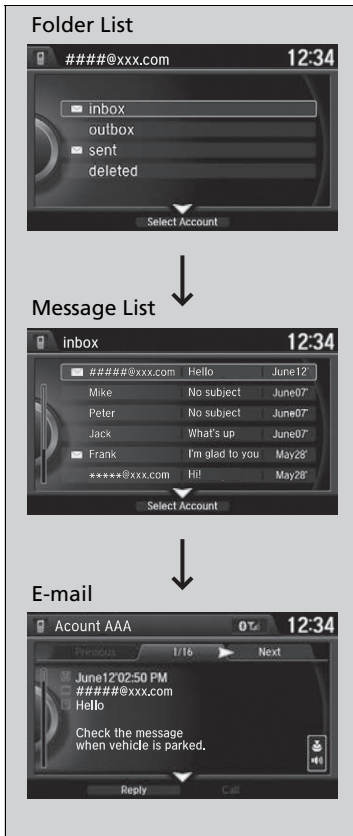 Folder List
####@xxx.com 12:34
inbox
outbox
sent
deleted
Select Account
Message List
inbox 12:34
#####@xxx.com Hello June12'
Mike No subject June07'
Peter No subject June07'
Jack What's up June07'
Frank I'm glad to you May28'
*****@xxx.com Hi! May28'
Select Account
E-mail
Acount AAA 12:34
Previous 1/16 Next
June12'02:50 PM
#####@xxx.com
Hello
Check the message
when vehicle is parked.
Reply Call